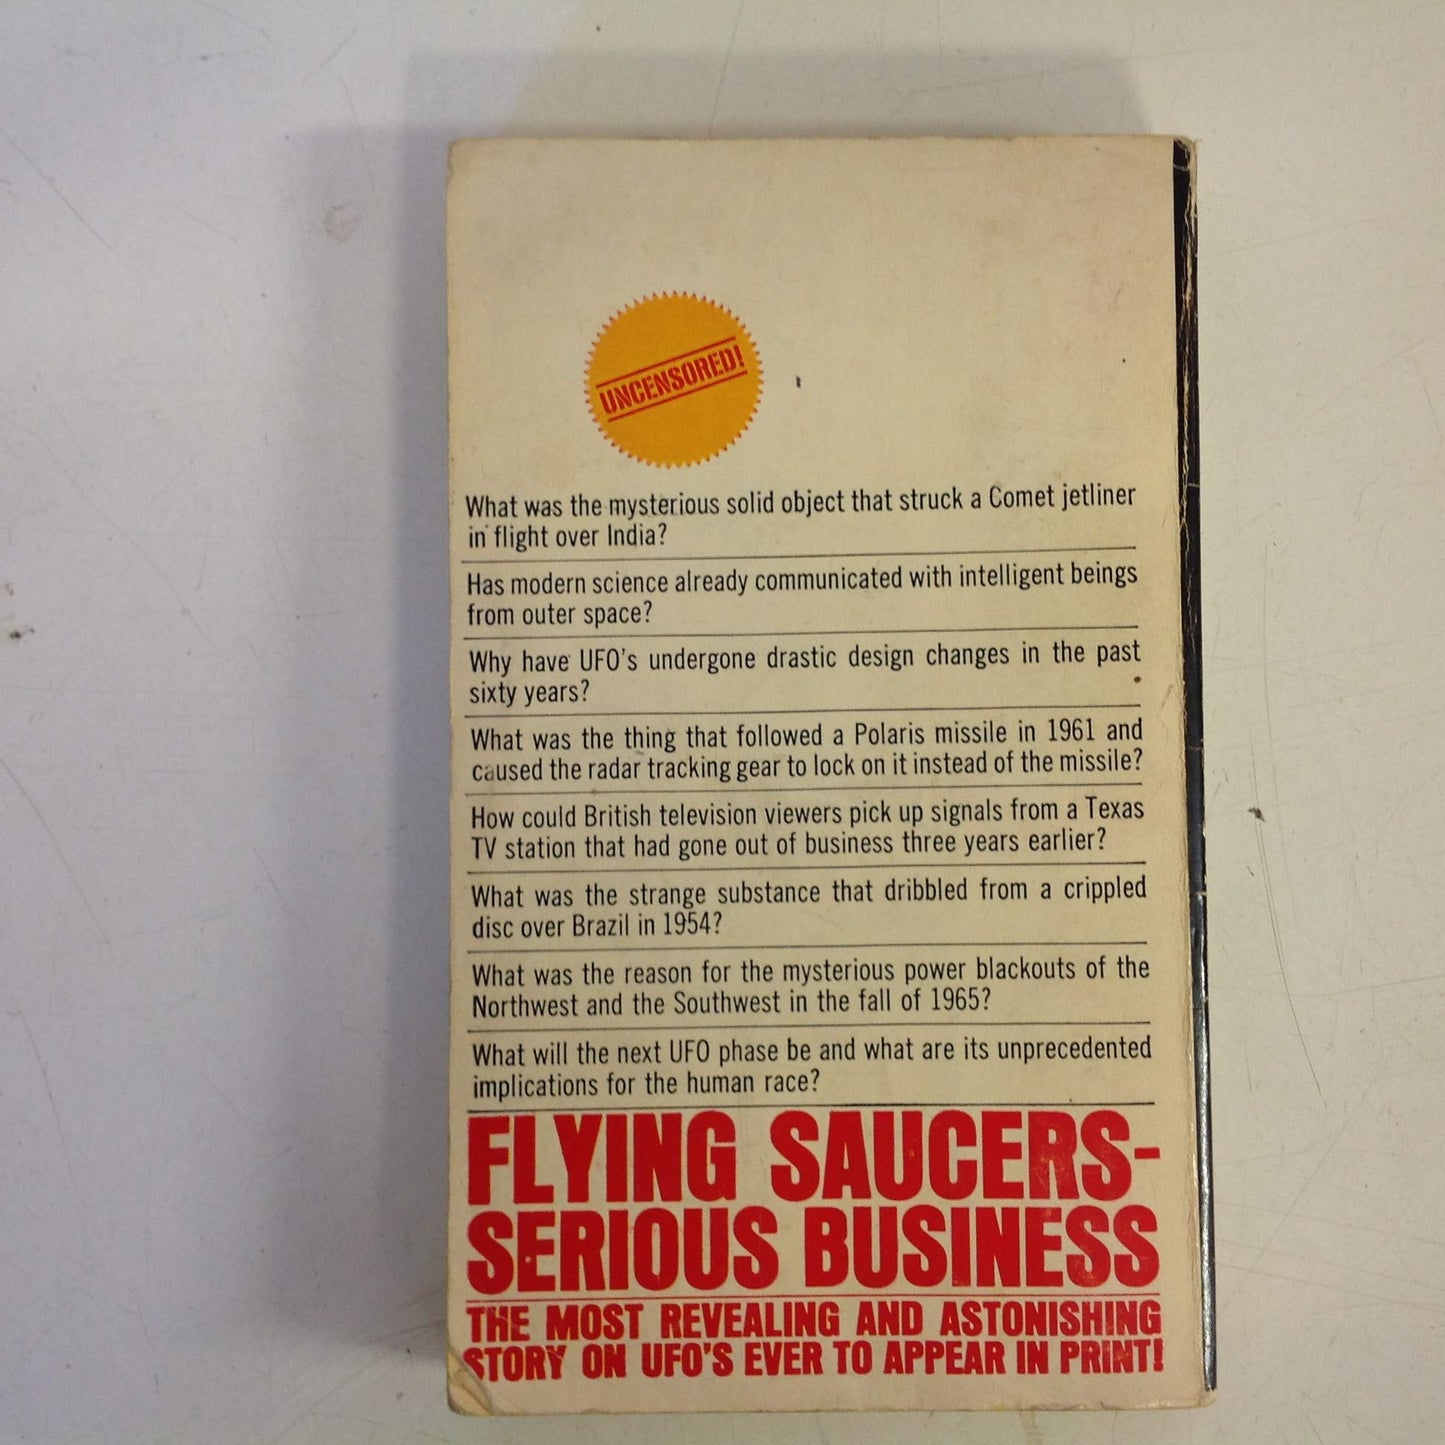 UNCENSORED!
What was the mysterious solid object that struck a Comet jetliner
in flight over India?
Has modern science already communicated with intelligent beings
from outer space?
Why have UFO'S undergone drastic design changes in the past
sixty years?
What was the thing that followed a Polaris missile in 1961 and
caused the radar tracking gear to lock on it instead of the missile?
How could British television viewers pick up signals from a Texas
TV station that had gone out of business three years earlier?
What was the strange substance that dribbled from a crippled
disc over Brazil in 1954?
What was the reason for the mysterious power blackouts of the
Northwest and the Southwest in the fall of 1965?
What will the next UFO phase be and what are its unprecedented
implications for the human race?
FLYING SAUCERS-
SERIOUS BUSINESS
THE MOST REVEALING AND ASTONISHING
STORY ON UFO'S EVER TO APPEAR IN PRINT!